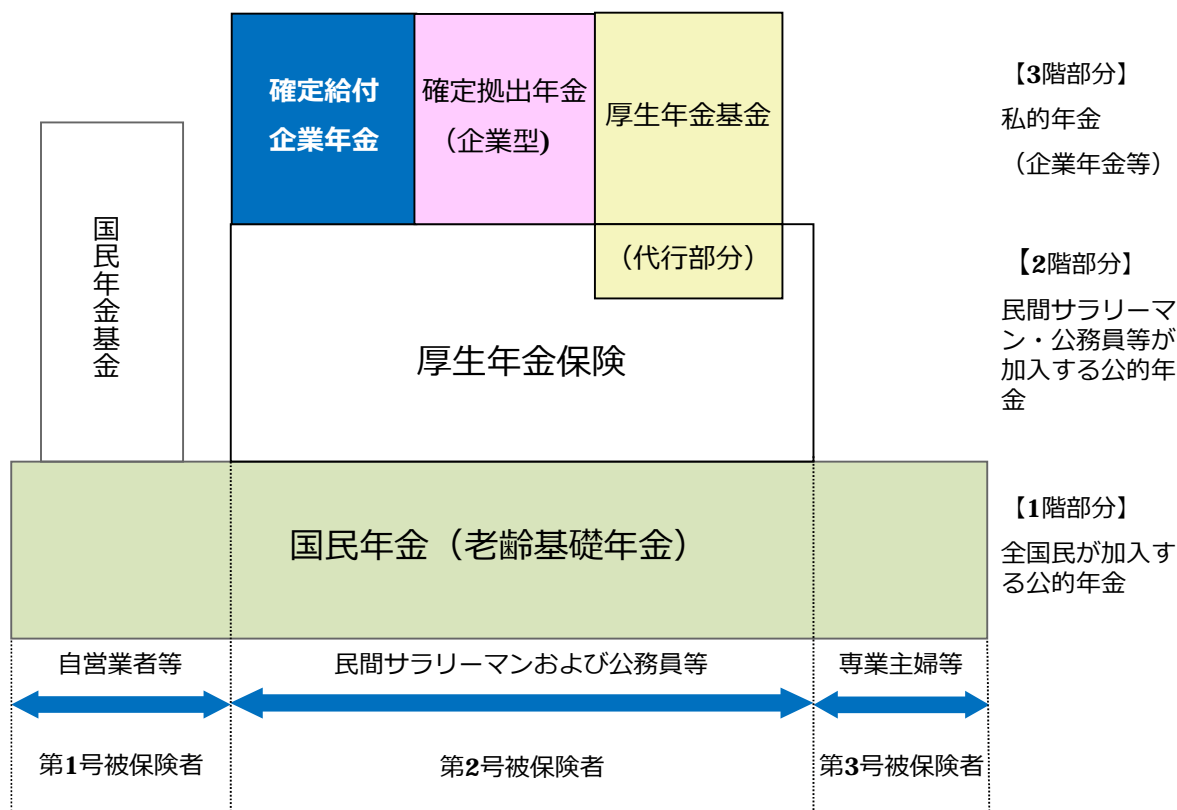 確定給付
企業年金
確定拠出年金
（企業型)
厚生年金基金
（代行部分）
【3階部分】
私的年金
（企業年金等）
国民年金基金
厚生年金保険
【2階部分】
民間サラリーマ
ン・公務員等が
加入する公的年
金
国民年金（老齢基礎年金）
【1階部分】
全国民が加入す
る公的年金
自営業者等
民間サラリーマンおよび公務員等
専業主婦等
第1号被保険者
第2号被保険者
第3号被保険者